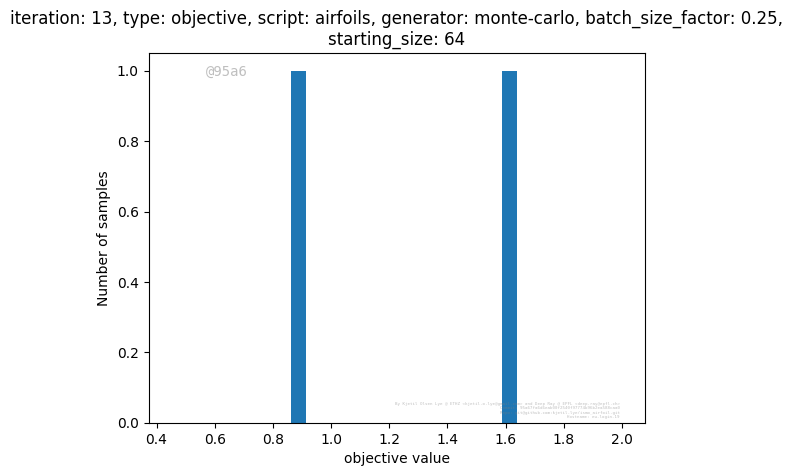 iteration: 13, type: objective, script: airfoils, generator: monte-carlo, batch_size_factor: 0.25,
starting_size: 64
@95a6
1.0
0.8
0.6
0.4
0.2
0.0
Number of samples
0.4 0.6 0.8 1.0 1.2 1.4 1.6 1.8 2.0
objective value